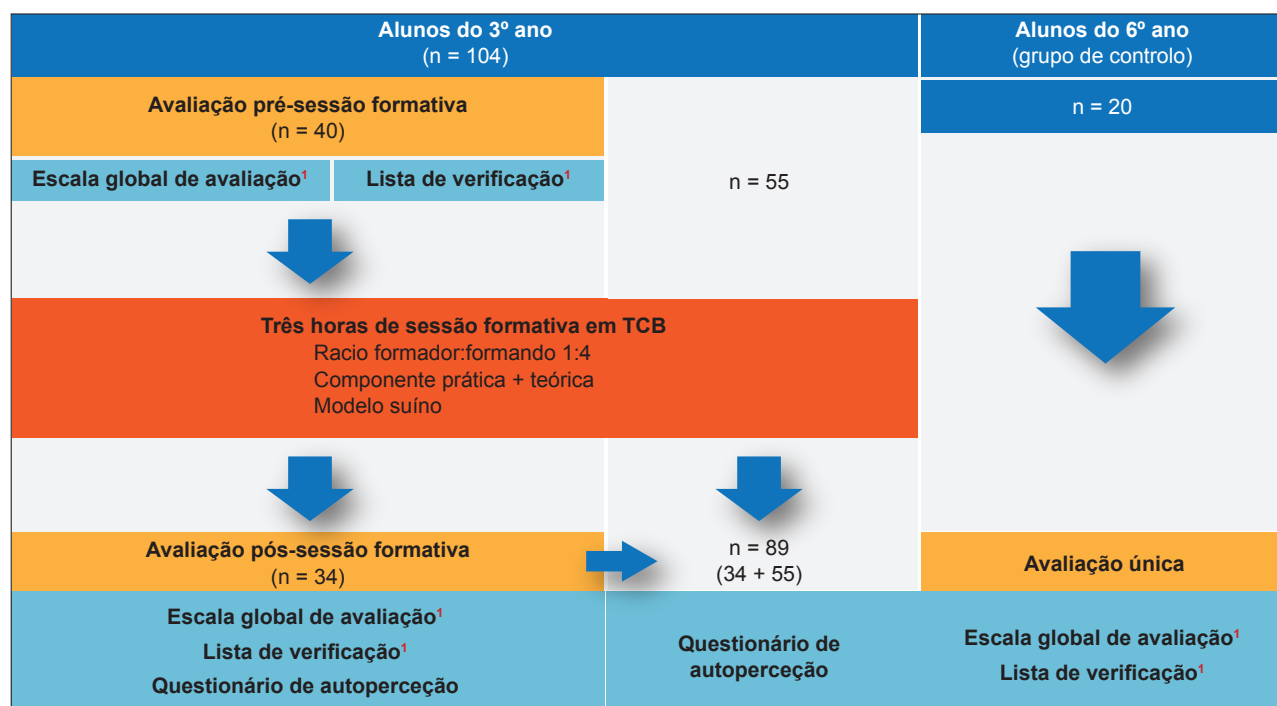 Alunos do 3º ano
(n = 104)
Alunos do 6º ano
(grupo de controlo)
Avaliação pré-sessão formativa
(n = 40)
n = 20
Escala global de avaliação¹
Lista de verificação¹
n = 55
Três horas de sessão formativa em TCB
Racio formador:formando 1:4
Componente prática + teórica
Modelo suíno
Avaliação pós-sessão formativa
(n = 34)
n = 89
(34 + 55)
Avaliação única
Escala global de avaliação¹
Lista de verificação¹
Questionário de autoperceção
Questionário de
autoperceção
Escala global de avaliação¹
Lista de verificação¹